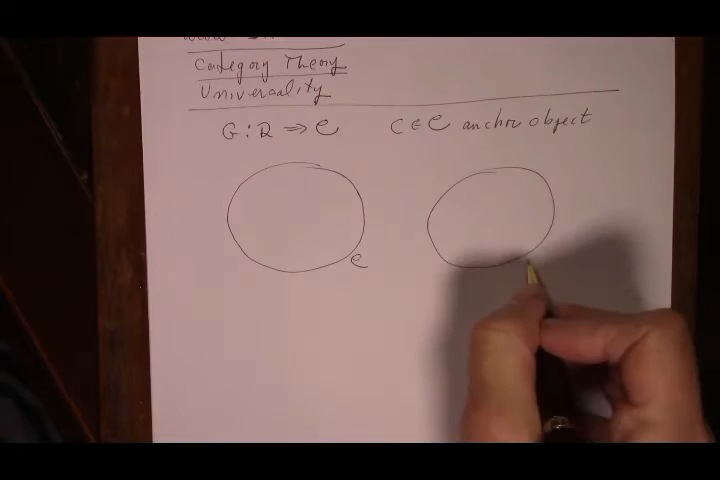 Category Theory
Universality
G : D ⇒ C C ∈ C anchor object
C